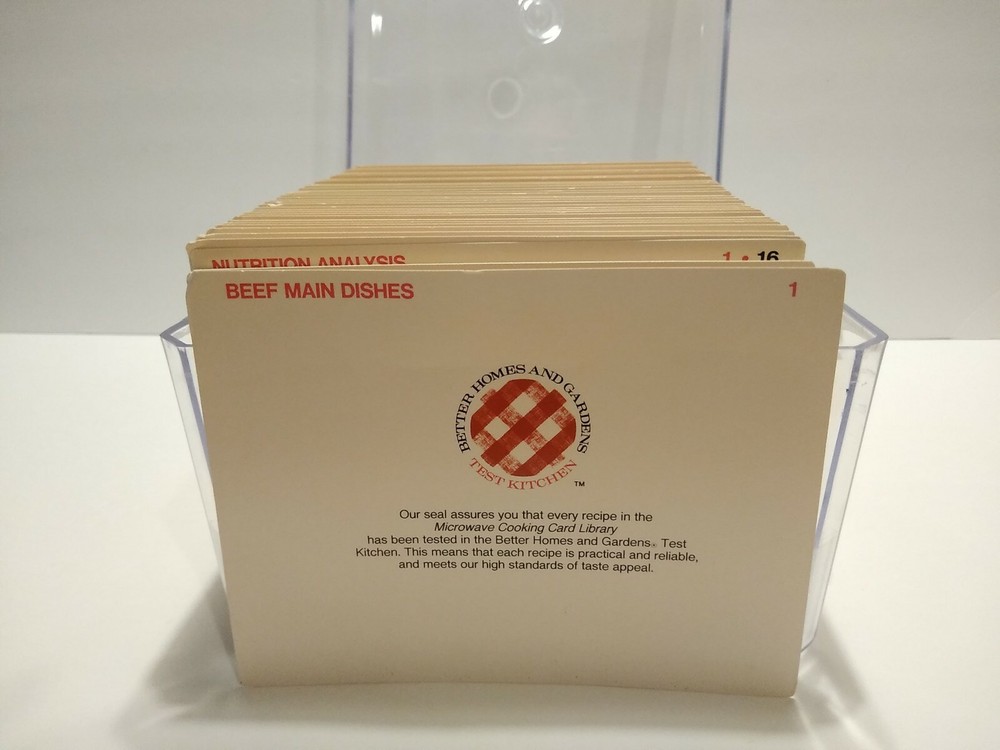 NUTRITION ANALYSIS 1 • 16
BEEF MAIN DISHES 1
BETTER HOMES AND GARDENS
TEST KITCHEN ™
Our seal assures you that every recipe in the
Microwave Cooking Card Library
has been tested in the Better Homes and Gardens® Test
Kitchen. This means that each recipe is practical and reliable,
and meets our high standards of taste appeal.